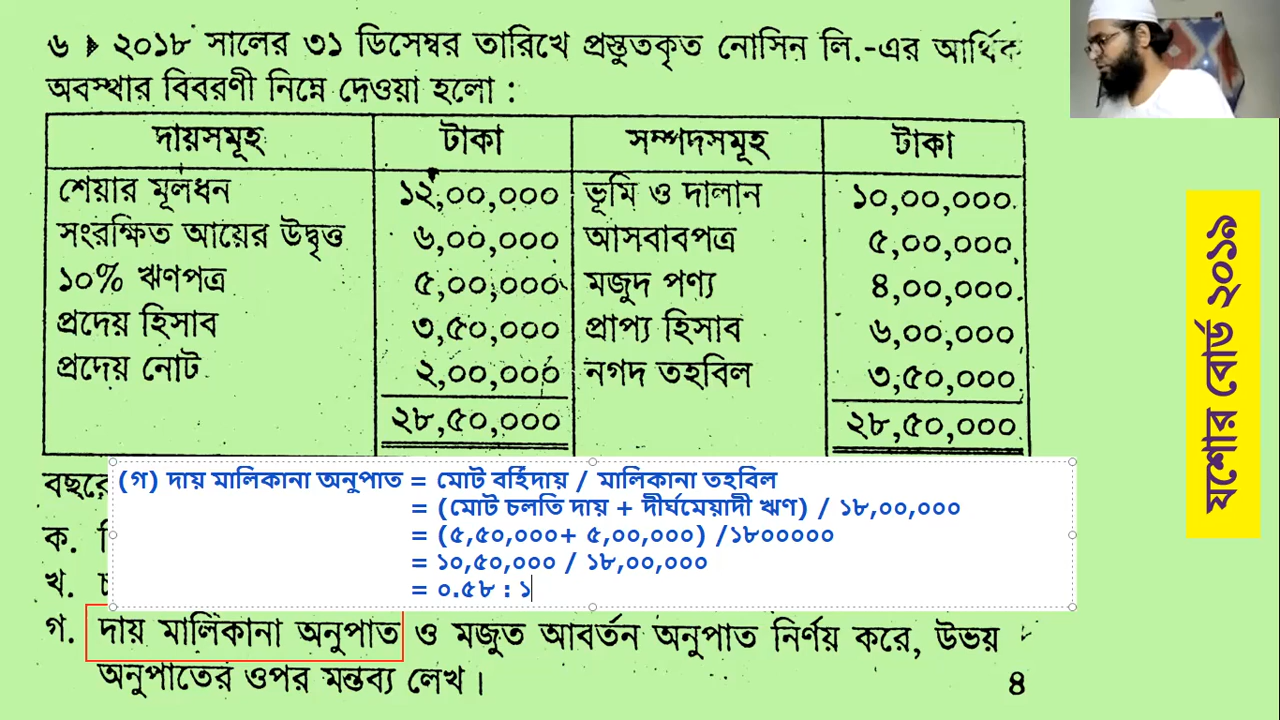 ৬ ▶ ২০১৮ সালের ৩১ ডিসেম্বর তারিখে প্রস্তুতকৃত নোসিন লি.-এর আর্থিক
অবস্থার বিবরণী নিম্নে দেওয়া হলো :
দায়সমূহ টাকা সম্পদসমূহ টাকা
শেয়ার মূলধন ১২,০০,০০০ ভূমি ও দালান ১০,০০,০০০
সংরক্ষিত আয়ের উদ্বৃত্ত ৬,০০,০০০ আসবাবপত্র ৫,০০,০০০
১০% ঋণপত্র ৫,০০,০০০ মজুদ পণ্য ৪,০০,০০০
প্রদেয় হিসাব ৩,৫০,০০০ প্রাপ্য হিসাব ৬,০০,০০০
প্রদেয় নোট ২,০০,০০০ নগদ তহবিল ৩,৫০,০০০
২৮,৫০,০০০ ২৮,৫০,০০০
বছরে
(গ) দায় মালিকানা অনুপাত = মোট বর্হিদায় / মালিকানা তহবিল
= (মোট চলতি দায় + দীর্ঘমেয়াদী ঋণ) / ১৮,০০,০০০
= (৫,৫০,০০০+ ৫,০০,০০০) /১৮০০০০০
= ১০,৫০,০০০ / ১৮,০০,০০০
= ০.৫৮ : ১
ক.
খ.
গ. দায় মালিকানা অনুপাত ও মজুত আবর্তন অনুপাত নির্ণয় করে, উভয়
অনুপাতের ওপর মন্তব্য লেখ। ৪
যশোর বোর্ড ২০১৯